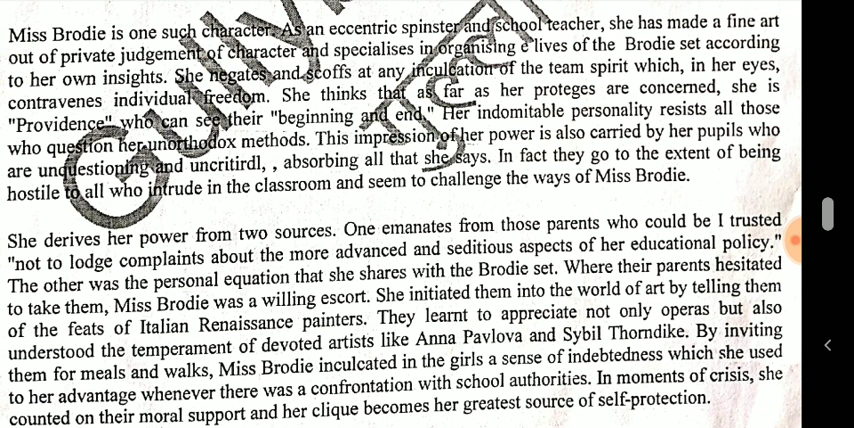 Miss Brodie is one such character. As an eccentric spinster and school teacher, she has made a fine art
out of private judgement of character and specialises in organising e lives of the Brodie set according
to her own insights. She negates and scoffs at any inculcation of the team spirit which, in her eyes,
contravenes individual freedom. She thinks that as far as her proteges are concerned, she is
"Providence" who can see their "beginning and end." Her indomitable personality resists all those
who question her unorthodox methods. This impression of her power is also carried by her pupils who
are unquestioning and uncritirdl, , absorbing all that she says. In fact they go to the extent of being
hostile to all who intrude in the classroom and seem to challenge the ways of Miss Brodie.
She derives her power from two sources. One emanates from those parents who could be I trusted
"not to lodge complaints about the more advanced and seditious aspects of her educational policy."
The other was the personal equation that she shares with the Brodie set. Where their parents hesitated
to take them, Miss Brodie was a willing escort. She initiated them into the world of art by telling them
of the feats of Italian Renaissance painters. They learnt to appreciate not only operas but also
understood the temperament of devoted artists like Anna Pavlova and Sybil Thorndike. By inviting
them for meals and walks, Miss Brodie inculcated in the girls a sense of indebtedness which she used
to her advantage whenever there was a confrontation with school authorities. In moments of crisis, she
counted on their moral support and her clique becomes her greatest source of self-protection.